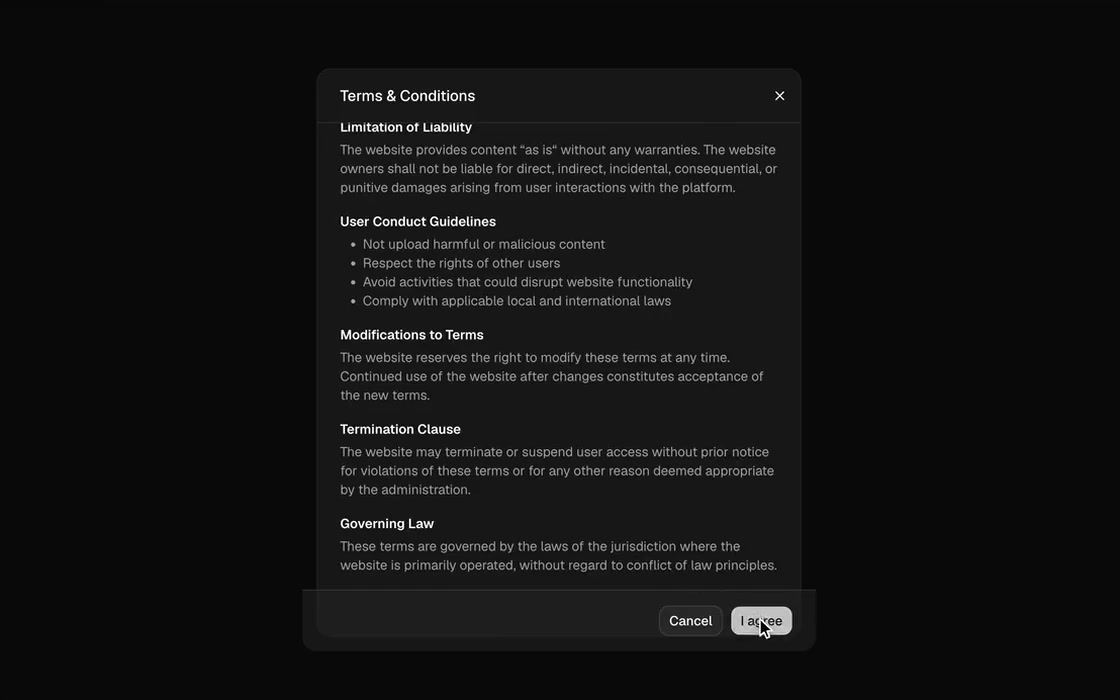 Terms & Conditions
Limitation of Liability
The website provides content “as is“ without any warranties. The website
owners shall not be liable for direct, indirect, incidental, consequential, or
punitive damages arising from user interactions with the platform.
User Conduct Guidelines
• Not upload harmful or malicious content
• Respect the rights of other users
• Avoid activities that could disrupt website functionality
• Comply with applicable local and international laws
Modifications to Terms
The website reserves the right to modify these terms at any time.
Continued use of the website after changes constitutes acceptance of
the new terms.
Termination Clause
The website may terminate or suspend user access without prior notice
for violations of these terms or for any other reason deemed appropriate
by the administration.
Governing Law
These terms are governed by the laws of the jurisdiction where the
website is primarily operated, without regard to conflict of law principles.
Cancel I agree